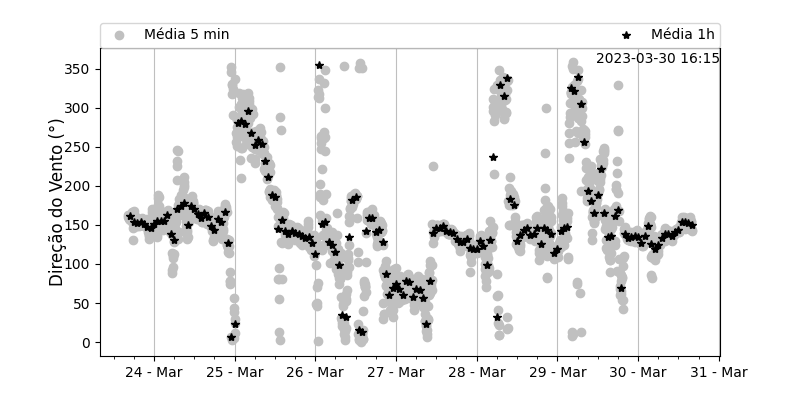 Média 5 min
Média 1h
2023-03-30 16:15
Direção do Vento (°)
350
300
250
200
150
100
50
0
24 - Mar
25 - Mar
26 - Mar
27 - Mar
28 - Mar
29 - Mar
30 - Mar
31 - Mar